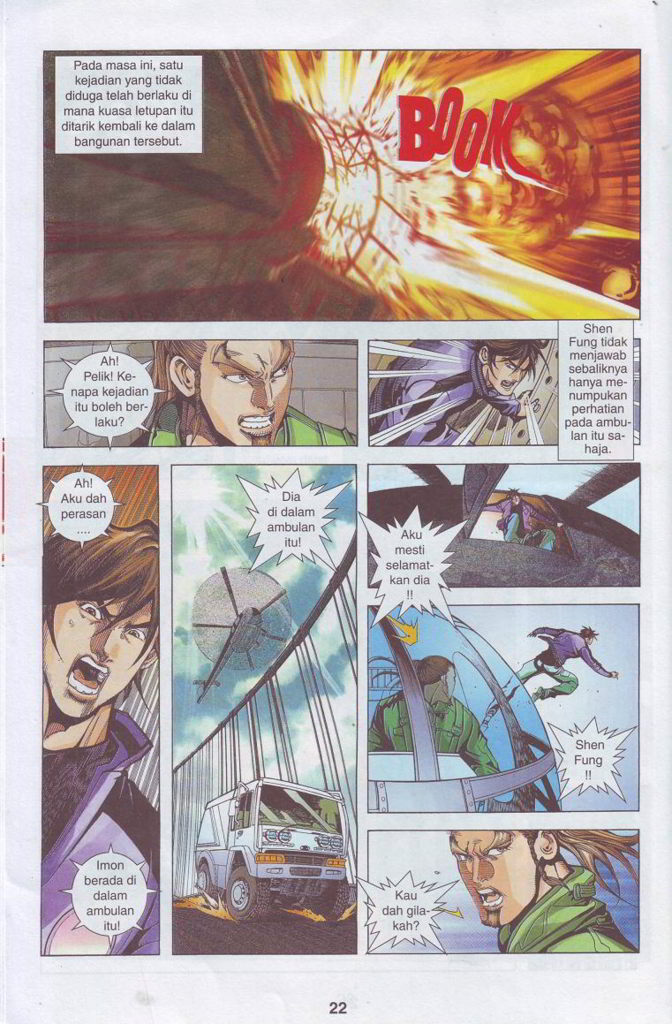 Pada masa ini, satu
kejadian yang tidak
diduga telah berlaku di
mana kuasa letupan itu
ditarik kembali ke dalam
bangunan tersebut.
BOOM
Ah!
Pelik! Ke-
napa kejadian
itu boleh ber-
laku?
Shen
Fung tidak
menjawab
sebaliknya
hanya me-
numpukan
perhatian
pada ambu-
lan itu sa-
haja.
Ah!
Aku dah
perasan
....
Imon
berada di
dalam
ambulan
itu!
Dia
di dalam
ambulan
itu!
Aku
mesti
selamat-
kan dia
!!
Shen
Fung
!!
Kau
dah gila-
kah?
22